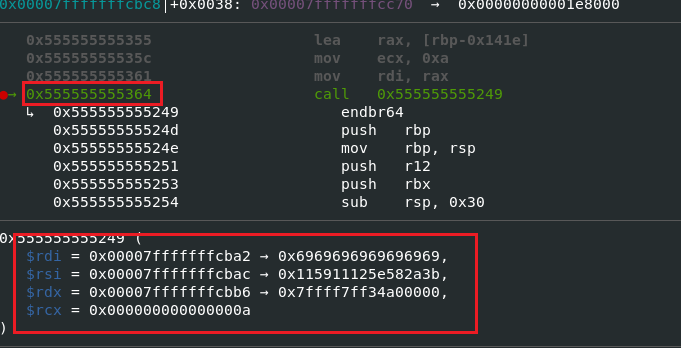 0x00007fffffffcbc8│+0x0038: 0x00007fffffffcc70  →  0x00000000001e8000
0x555555555355                  lea    rax, [rbp-0x141e]
0x55555555535c                  mov    ecx, 0xa
0x555555555361                  mov    rdi, rax
●→ 0x555555555364                  call   0x555555555249
↳  0x555555555249                  endbr64
0x55555555524d                  push   rbp
0x55555555524e                  mov    rbp, rsp
0x555555555251                  push   r12
0x555555555253                  push   rbx
0x555555555254                  sub    rsp, 0x30
0x555555555249 (
$rdi = 0x00007fffffffcba2 → 0x6969696969696969,
$rsi = 0x00007fffffffcbac → 0x115911125e582a3b,
$rdx = 0x00007fffffffcbb6 → 0x7ffff7ff34a00000,
$rcx = 0x000000000000000a
)